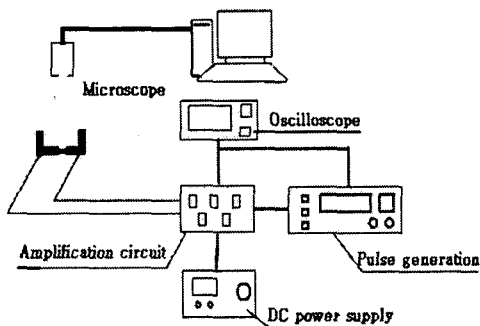 Microscope
Oscilloscope
Amplification circuit
Pulse generation
DC power supply